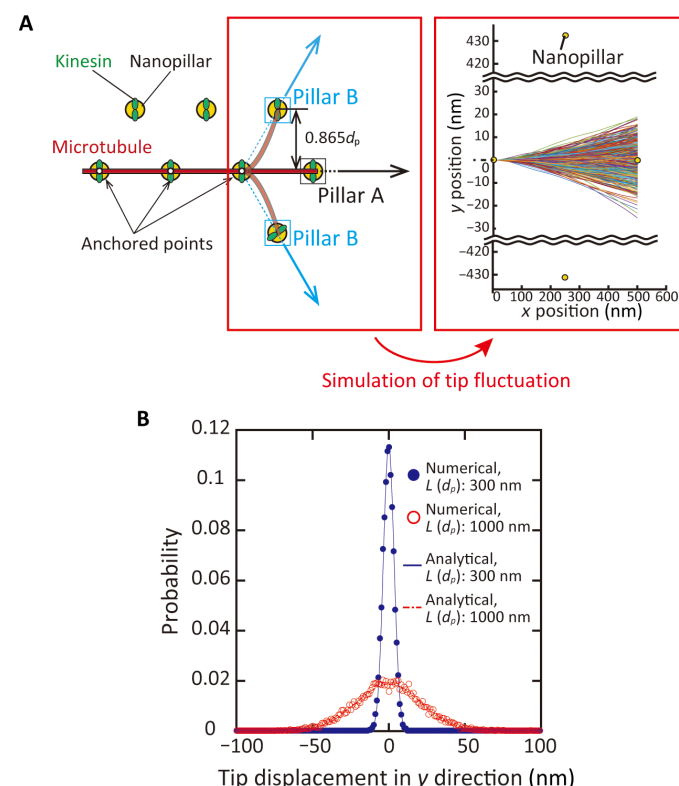 A
Kinesin
Nanopillar
Pillar B
Microtubule
0.865dp
Pillar A
Anchored points
Pillar B
430
420
Nanopillar
30
20
10
0
−10
−20
−30
−420
−430
y position (nm)
0 100 200 300 400 500 600
x position (nm)
Simulation of tip fluctuation
B
0.12
0.1
0.08
0.06
0.04
0.02
0
Probability
Numerical,
L (dp): 300 nm
Numerical,
L (dp): 1000 nm
Analytical,
L (dp): 300 nm
Analytical,
L (dp): 1000 nm
−100 −50 0 50 100
Tip displacement in y direction (nm)